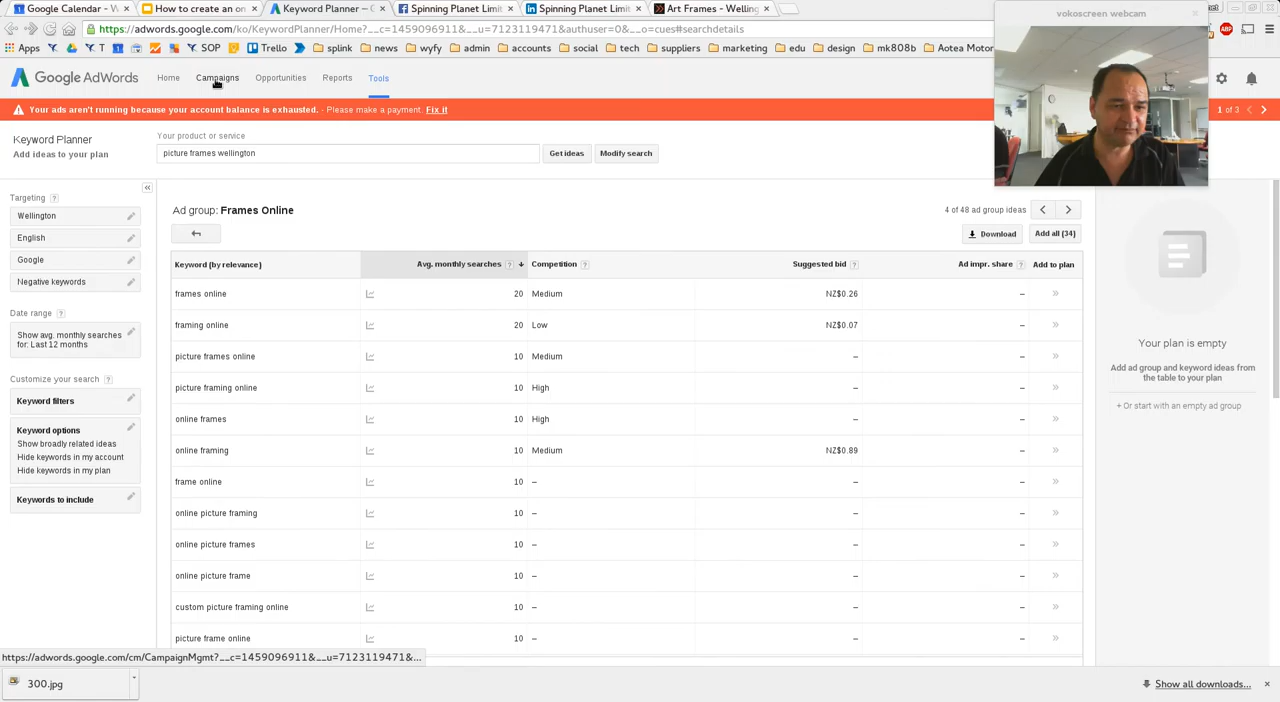 Google Calendar - W
How to create an on
Keyword Planner –
Spinning Planet Limit
Spinning Planet Limit
Art Frames - Welling
vokoscreen webcam
https://adwords.google.com/ko/KeywordPlanner/Home?__c=1459096911&__u=7123119471&authuser=0&__o=cues#searchdetails
ABP
Apps
T
SOP
Trello
splink
news
wyfy
admin
accounts
social
tech
suppliers
marketing
edu
design
mk808b
Aotea Motor
Google AdWords
Home
Campaigns
Opportunities
Reports
Tools
Your ads aren't running because your account balance is exhausted. - Please make a payment. Fix it
1 of 3
Keyword Planner
Add ideas to your plan
Your product or service
picture frames wellington
Get ideas
Modify search
Targeting ?
Wellington
English
Google
Negative keywords
Date range ?
Show avg. monthly searches
for: Last 12 months
Customize your search ?
Keyword filters
Keyword options
Show broadly related ideas
Hide keywords in my account
Hide keywords in my plan
Keywords to include
Ad group: Frames Online
4 of 48 ad group ideas
Download
Add all (34)
Keyword (by relevance) Avg. monthly searches ? Competition ? Suggested bid ? Ad impr. share ? Add to plan
frames online 20 Medium NZ$0.26 – »
framing online 20 Low NZ$0.07 – »
picture frames online 10 Medium – – »
picture framing online 10 High – – »
online frames 10 High – – »
online framing 10 Medium NZ$0.89 – »
frame online 10 – – – »
online picture framing 10 – – – »
online picture frames 10 – – – »
online picture frame 10 – – – »
custom picture framing online 10 – – – »
picture frame online 10 – – – »
Your plan is empty
Add ad group and keyword ideas
from the table to your plan
+ Or start with an empty ad group
https://adwords.google.com/cm/CampaignMgmt?__c=1459096911&__u=7123119471&...
300.jpg
Show all downloads...